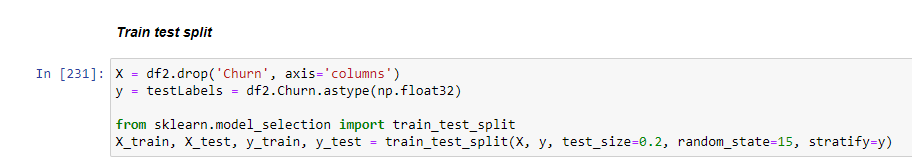 Train test split
In [231]: X = df2.drop('Churn', axis='columns')
y = testLabels = df2.Churn.astype(np.float32)
from sklearn.model_selection import train_test_split
X_train, X_test, y_train, y_test = train_test_split(X, y, test_size=0.2, random_state=15, stratify=y)